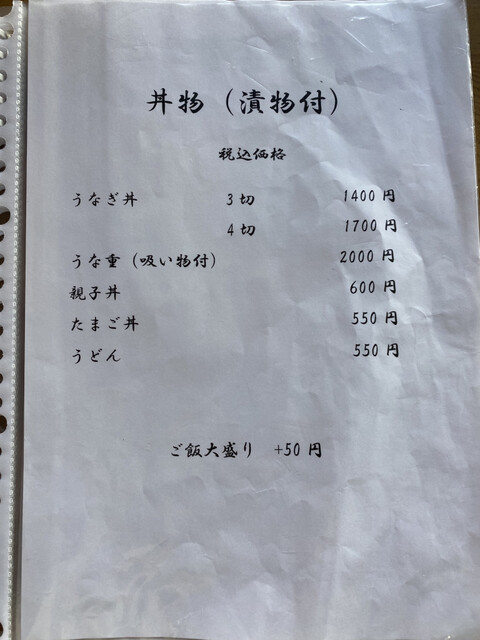 丼物（漬物付）
税込価格
うなぎ丼 3切 1400円
4切 1700円
うな重（吸い物付） 2000円
親子丼 600円
たまご丼 550円
うどん 550円
ご飯大盛り +50円